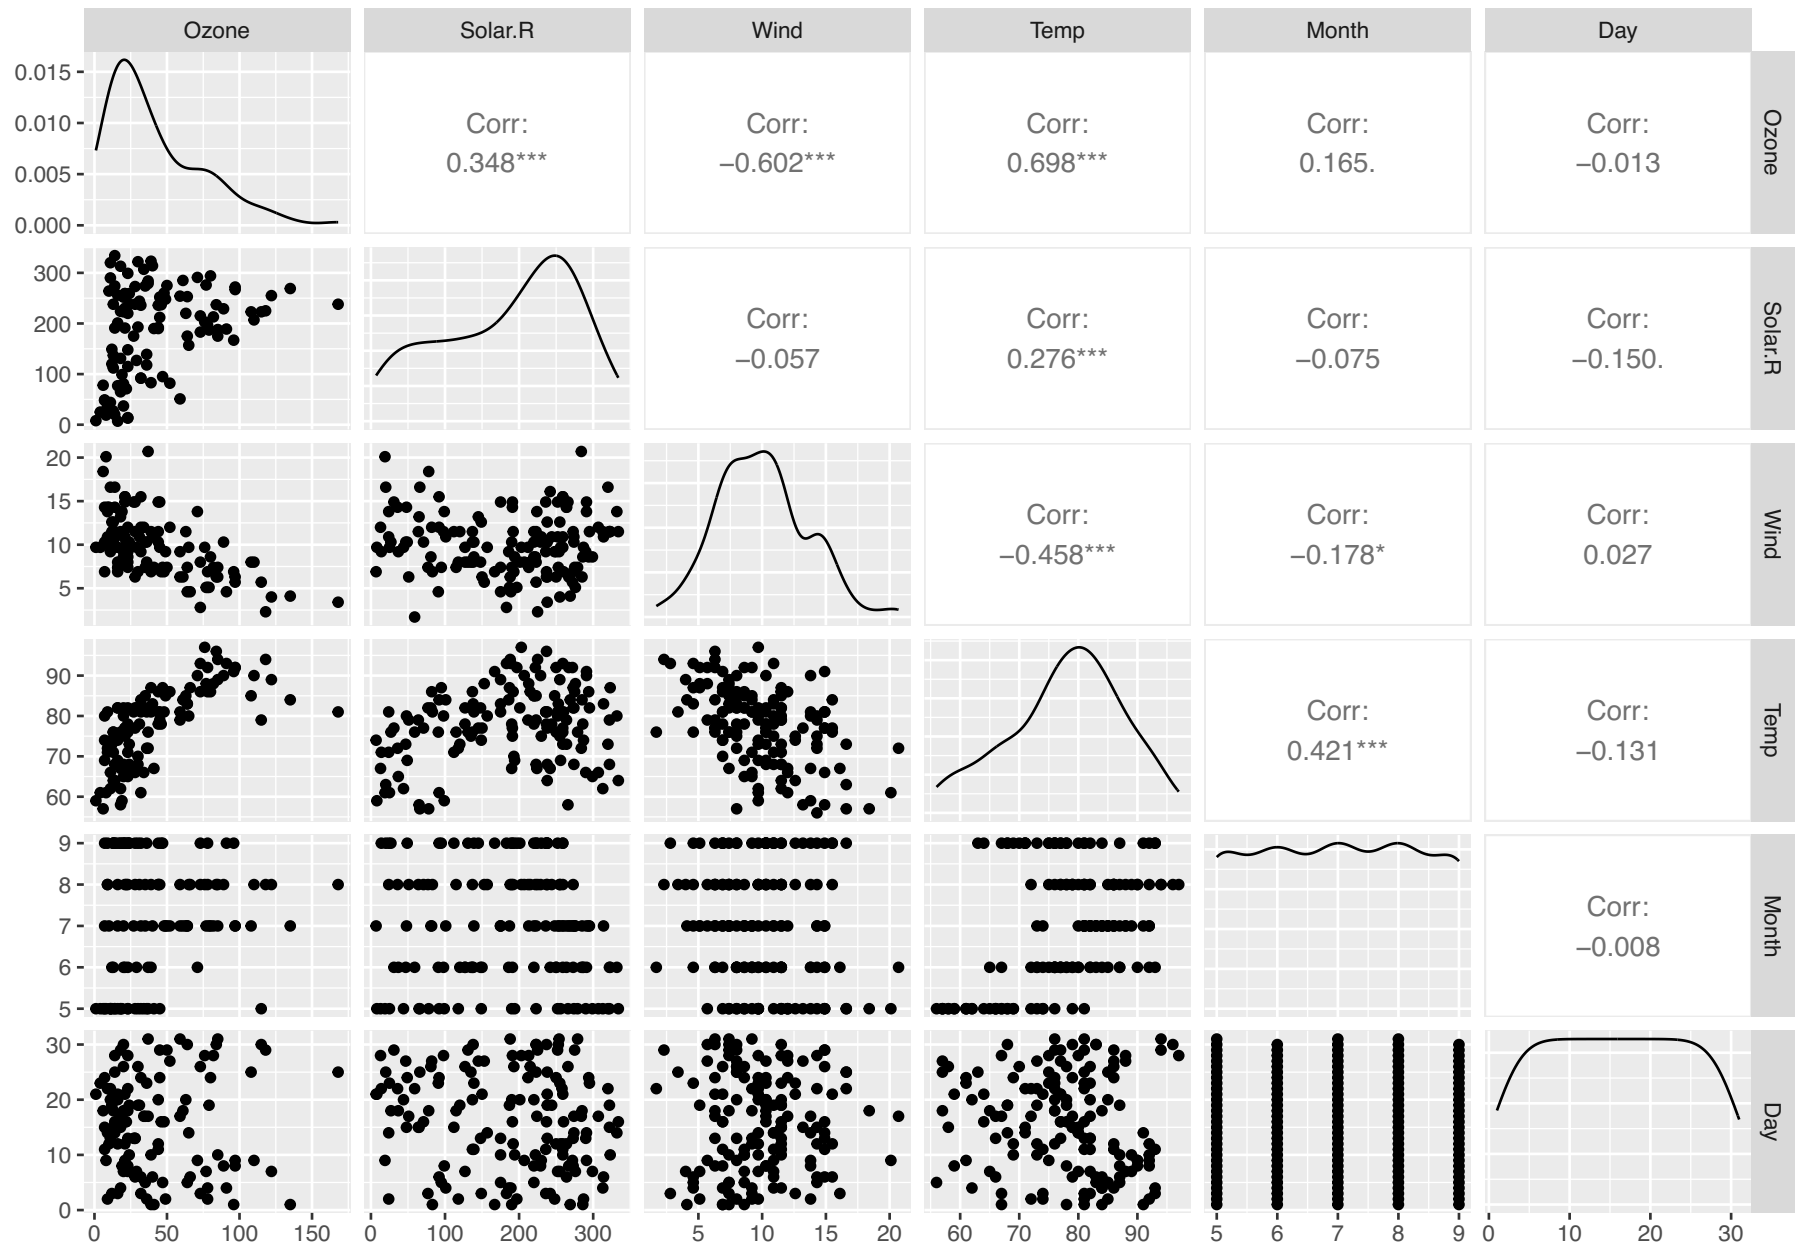 Ozone Solar.R Wind Temp Month Day
0.015
0.010
0.005
0.000
Corr:
0.348***
Corr:
−0.602***
Corr:
0.698***
Corr:
0.165.
Corr:
−0.013
Ozone
300
200
100
0
Corr:
−0.057
Corr:
0.276***
Corr:
−0.075
Corr:
−0.150.
Solar.R
20
15
10
5
Corr:
−0.458***
Corr:
−0.178*
Corr:
0.027
Wind
90
80
70
60
Corr:
0.421***
Corr:
−0.131
Temp
9
8
7
6
5
Corr:
−0.008
Month
30
20
10
0
Day
0 50 100 150 0 100 200 300 5 10 15 20 60 70 80 90 5 6 7 8 9 0 10 20 30